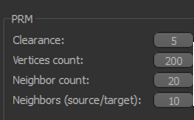 PRM
Clearance: 5
Vertices count: 200
Neighbor count: 20
Neighbors (source/target): 10